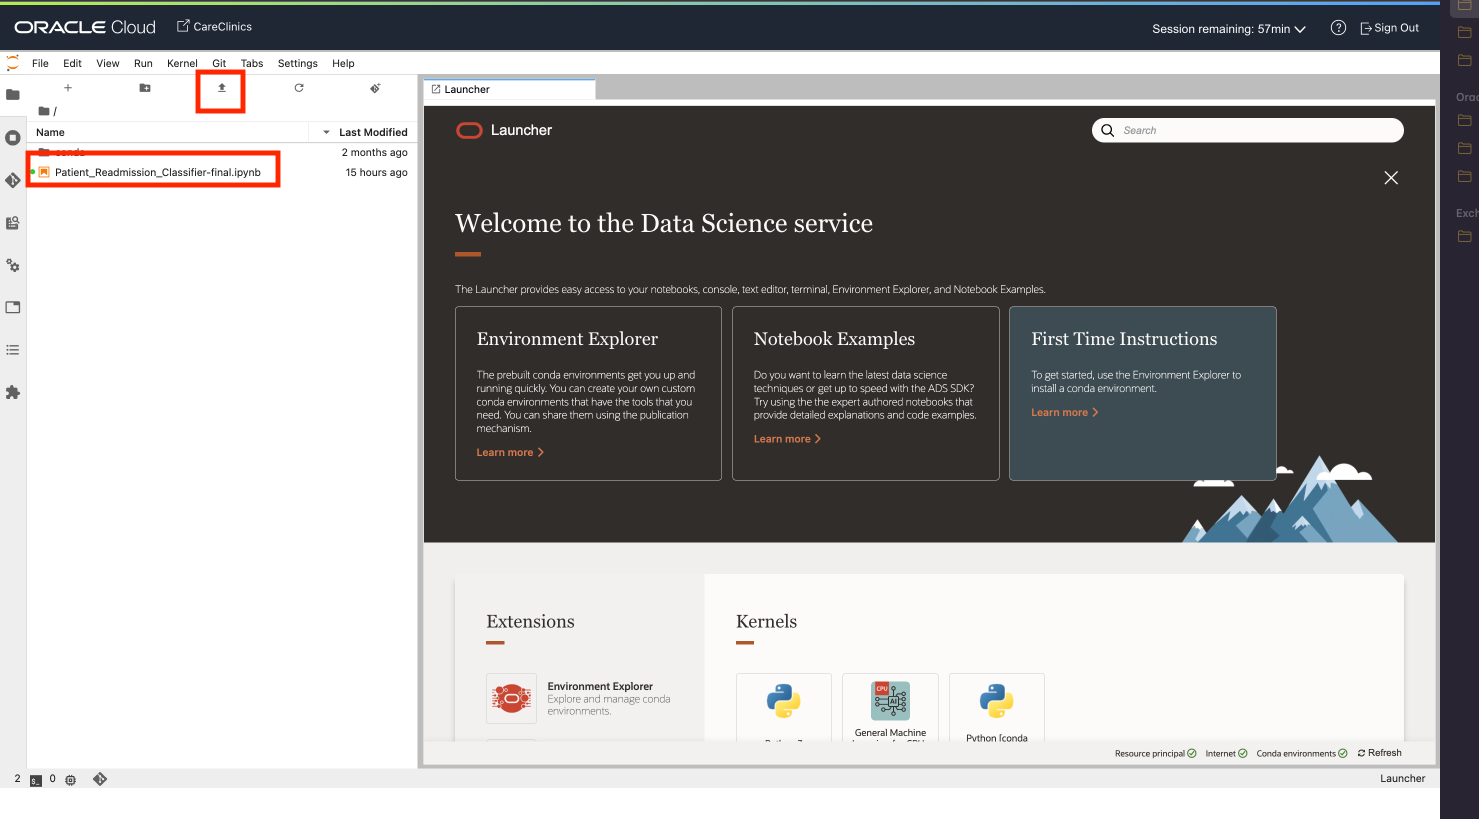 ORACLE Cloud
CareClinics
Session remaining: 57min
Sign Out
File Edit View Run Kernel Git Tabs Settings Help
/
Name
Last Modified
conda
2 months ago
Patient_Readmission_Classifier-final.ipynb
15 hours ago
Launcher
Launcher
Search
Welcome to the Data Science service
The Launcher provides easy access to your notebooks, console, text editor, terminal, Environment Explorer, and Notebook Examples.
Environment Explorer
The prebuilt conda environments get you up and
running quickly. You can create your own custom
conda environments that have the tools that you
need. You can share them using the publication
mechanism.
Learn more
Notebook Examples
Do you want to learn the latest data science
techniques or get up to speed with the ADS SDK?
Try using the the expert authored notebooks that
provide detailed explanations and code examples.
Learn more
First Time Instructions
To get started, use the Environment Explorer to
install a conda environment.
Learn more
Extensions
Environment Explorer
Explore and manage conda
environments.
Kernels
CPU
AI
General Machine
Python [conda
Resource principal
Internet
Conda environments
Refresh
2
0
Launcher
Orac
Exch